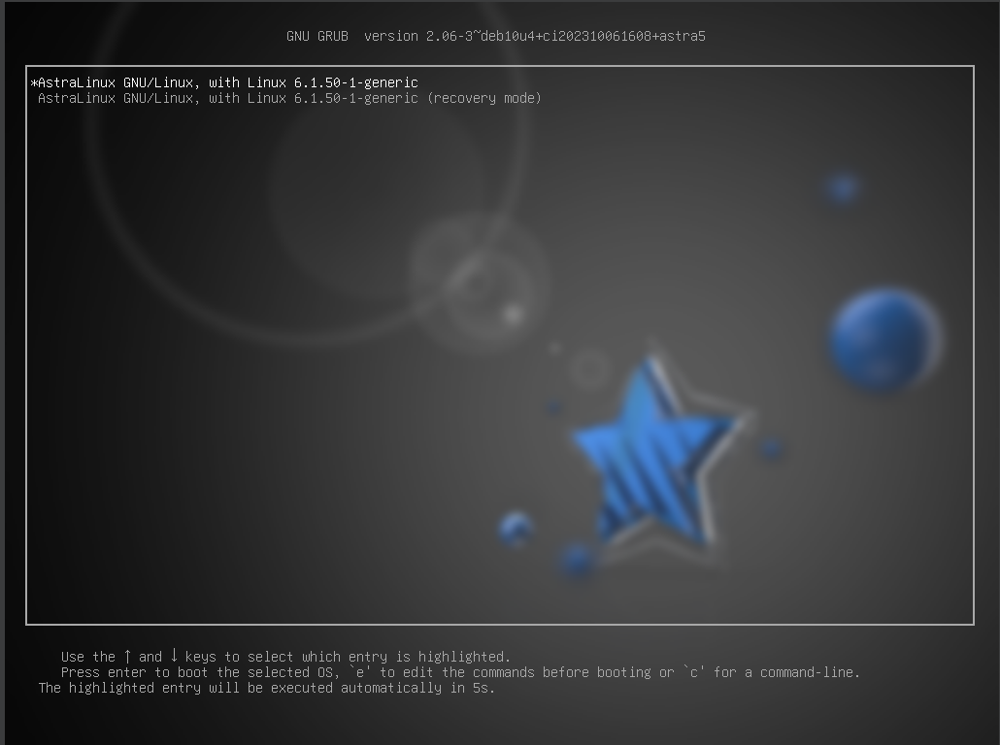 GNU GRUB  version 2.06-3~deb10u4+ci202310061608+astra5
*AstraLinux GNU/Linux, with Linux 6.1.50-1-generic
AstraLinux GNU/Linux, with Linux 6.1.50-1-generic (recovery mode)
Use the ↑ and ↓ keys to select which entry is highlighted.
Press enter to boot the selected OS, `e' to edit the commands before booting or `c' for a command-line.
The highlighted entry will be executed automatically in 5s.